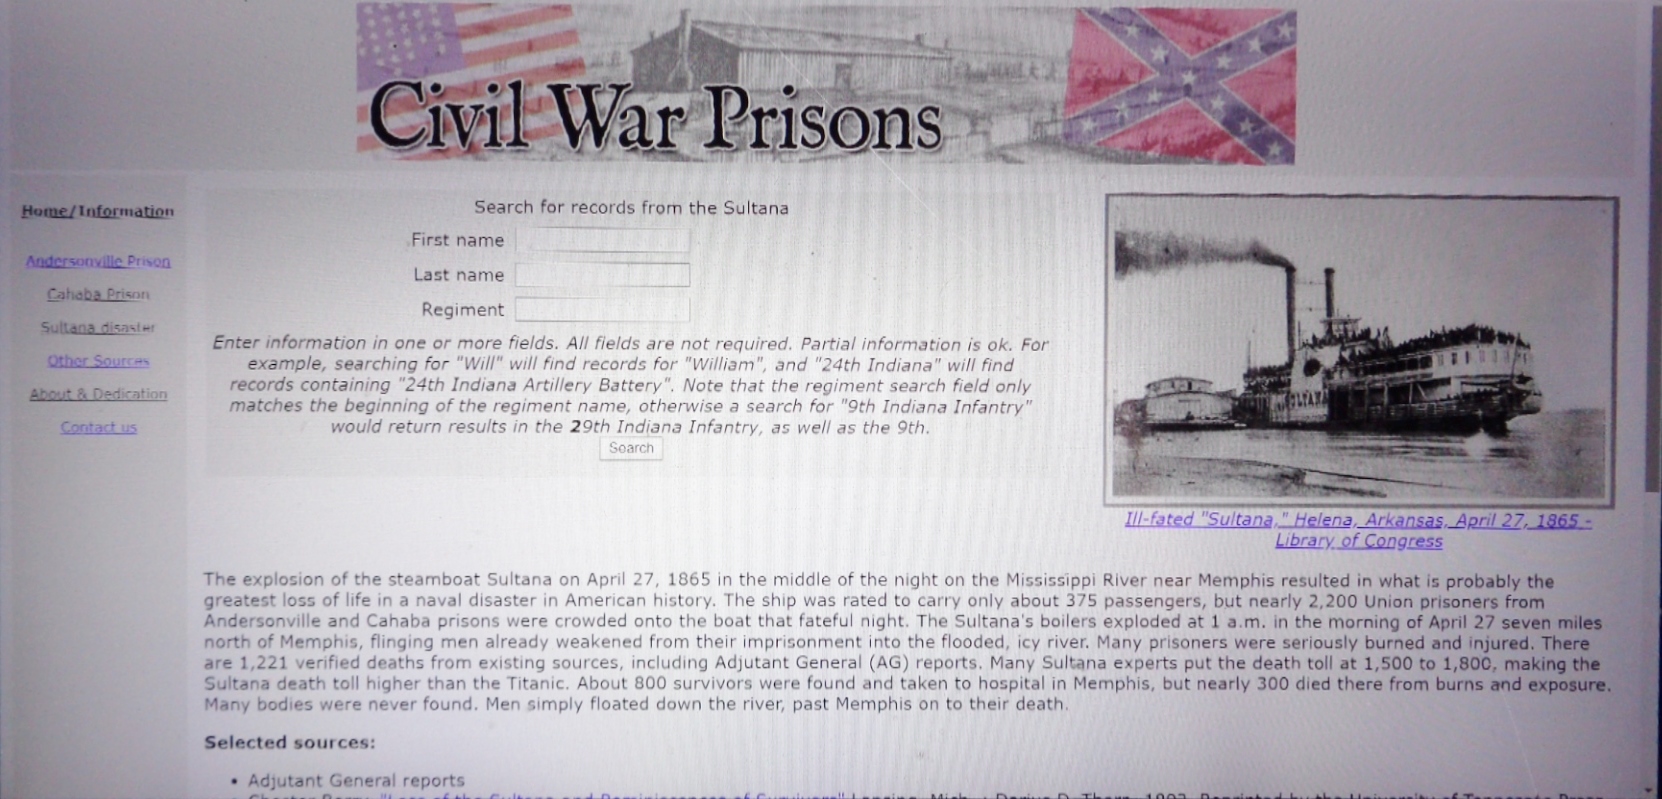 Civil War Prisons
Home/Information
Andersonville Prison
Cahaba Prison
Sultana disaster
Other Sources
About & Dedication
Contact us
Search for records from the Sultana
First name
Last name
Regiment
Enter information in one or more fields. All fields are not required. Partial information is ok. For
example, searching for "Will" will find records for "William", and "24th Indiana" will find
records containing "24th Indiana Artillery Battery". Note that the regiment search field only
matches the beginning of the regiment name, otherwise a search for "9th Indiana Infantry"
would return results in the 29th Indiana Infantry, as well as the 9th.
Search
SULTANA
Ill-fated "Sultana," Helena, Arkansas, April 27, 1865 -
Library of Congress
The explosion of the steamboat Sultana on April 27, 1865 in the middle of the night on the Mississippi River near Memphis resulted in what is probably the
greatest loss of life in a naval disaster in American history. The ship was rated to carry only about 375 passengers, but nearly 2,200 Union prisoners from
Andersonville and Cahaba prisons were crowded onto the boat that fateful night. The Sultana's boilers exploded at 1 a.m. in the morning of April 27 seven miles
north of Memphis, flinging men already weakened from their imprisonment into the flooded, icy river. Many prisoners were seriously burned and injured. There
are 1,221 verified deaths from existing sources, including Adjutant General (AG) reports. Many Sultana experts put the death toll at 1,500 to 1,800, making the
Sultana death toll higher than the Titanic. About 800 survivors were found and taken to hospital in Memphis, but nearly 300 died there from burns and exposure.
Many bodies were never found. Men simply floated down the river, past Memphis on to their death.
Selected sources:
• Adjutant General reports